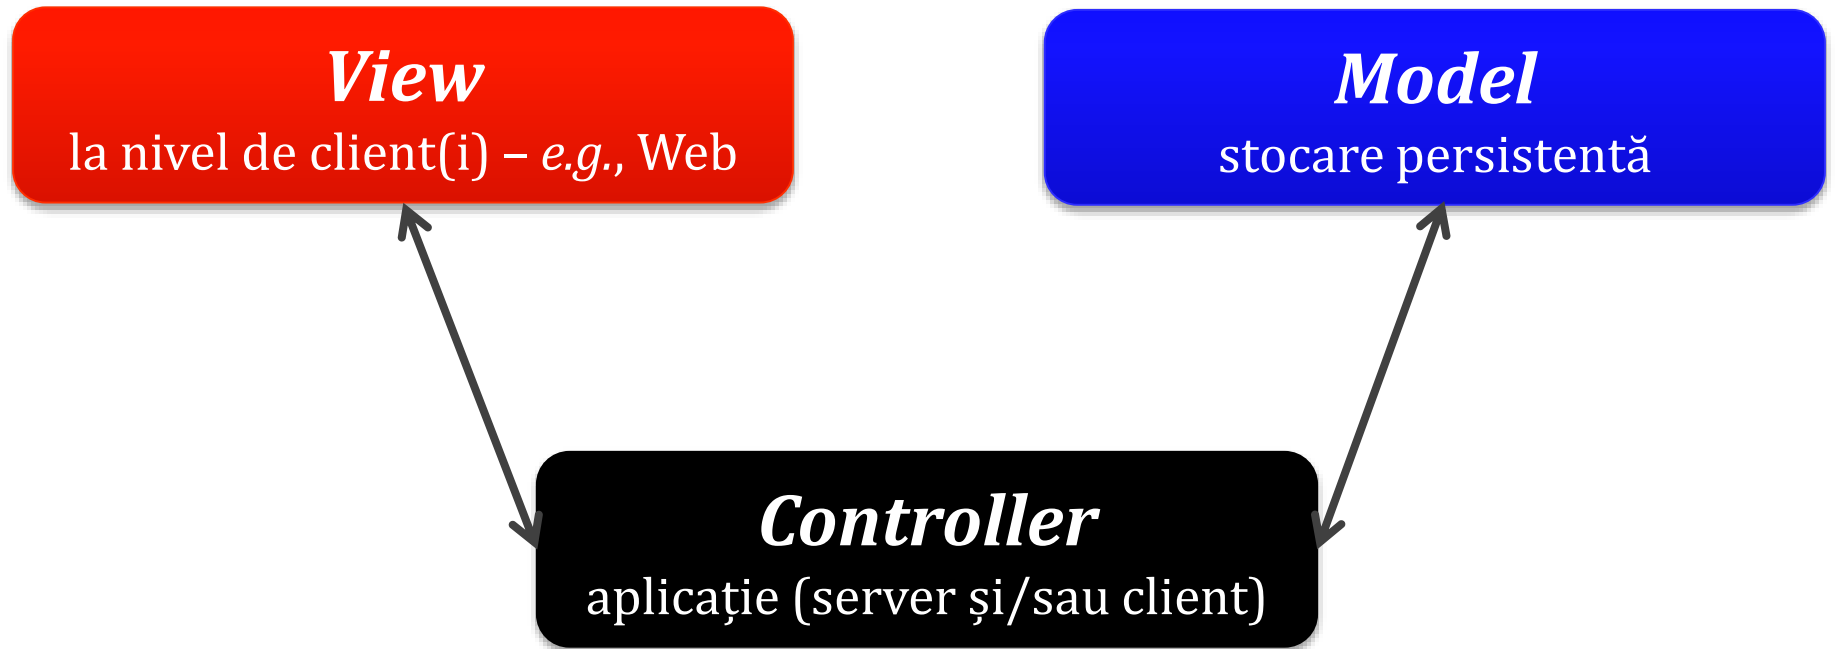 View
la nivel de client(i) – e.g., Web
Model
stocare persistentă
Controller
aplicație (server și/sau client)